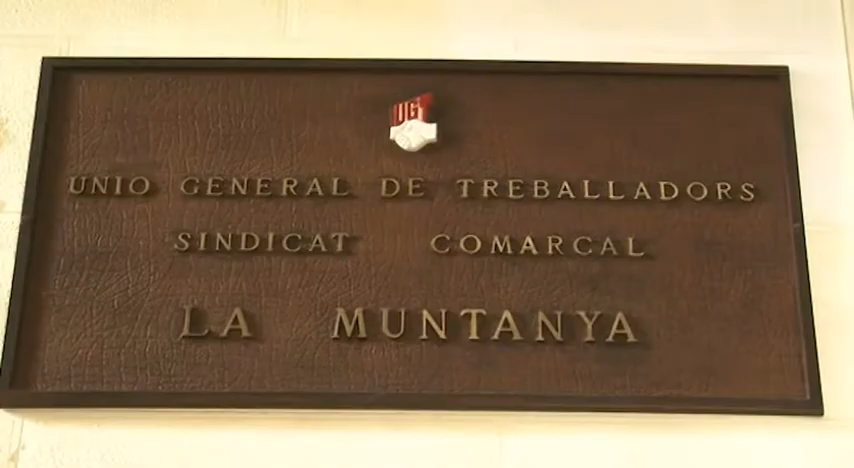 UGT
UNIO GENERAL DE TREBALLADORS
SINDICAT COMARCAL
LA MUNTANYA